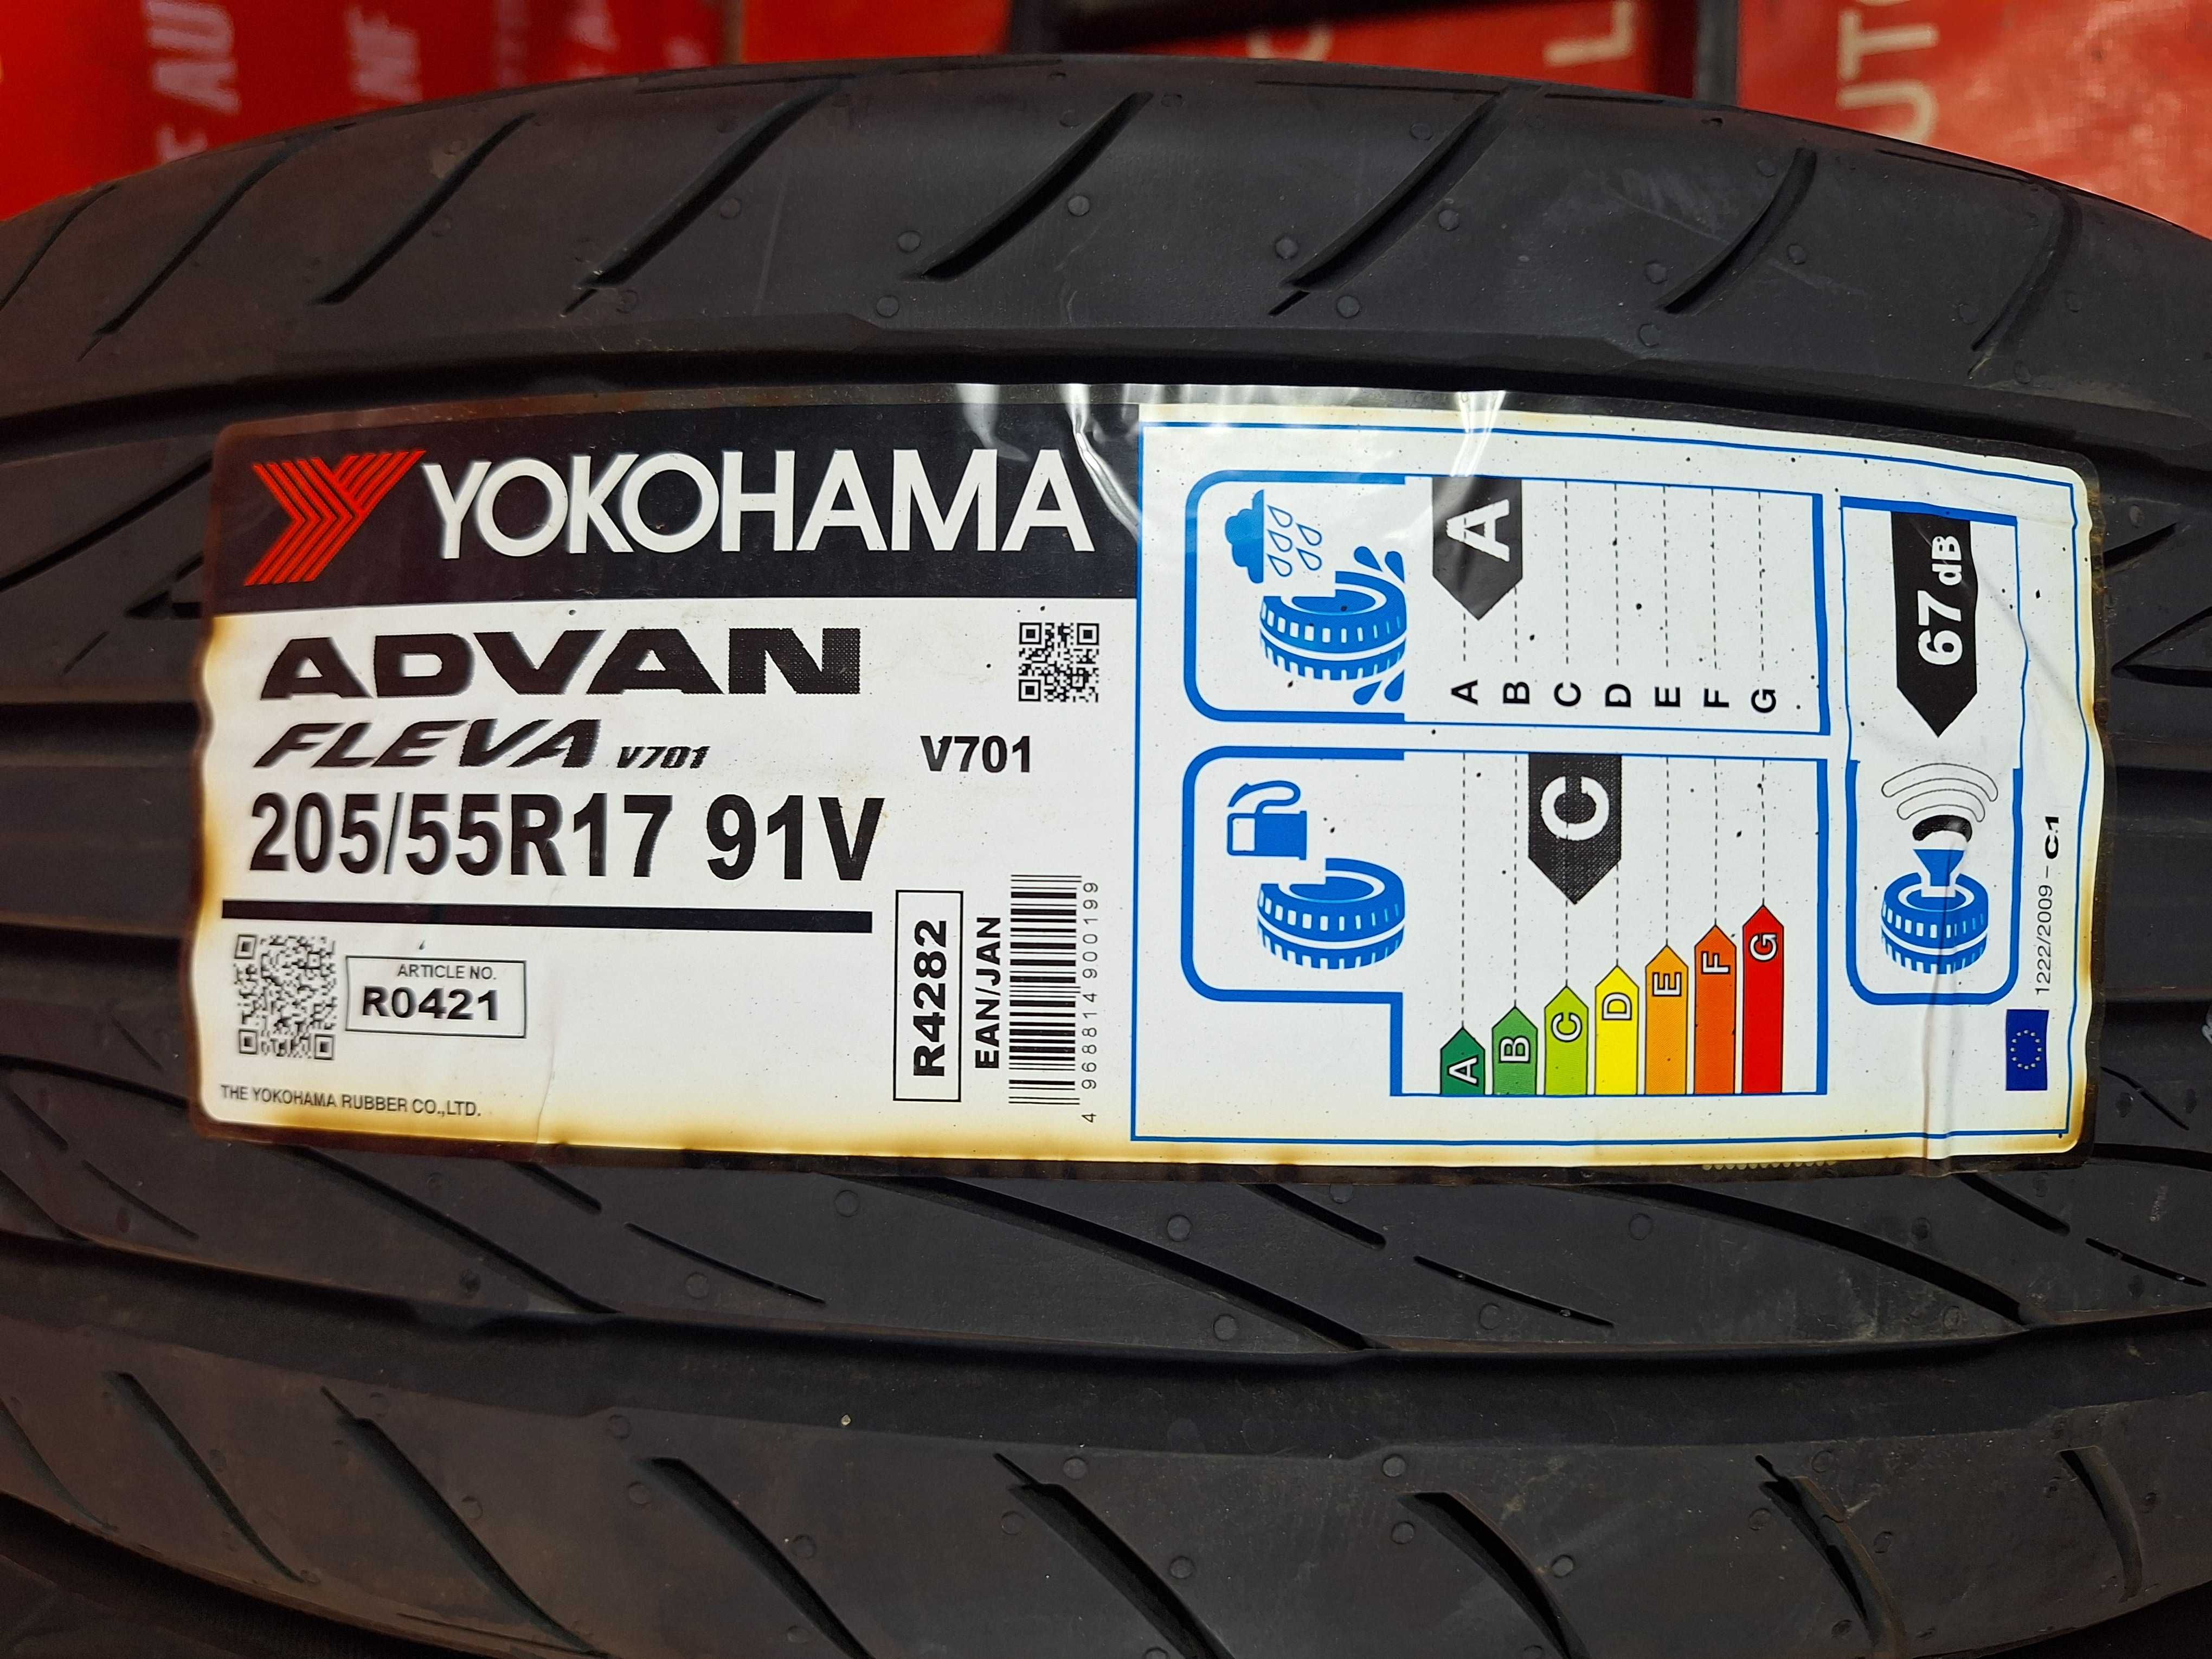 YOKOHAMA
ADVAN
FLEVA V701
V701
205/55R17 91V
ARTICLE NO.
R0421
R4282
EAN/JAN
4 968814 900199
THE YOKOHAMA RUBBER CO.,LTD.
A
A
B
C
D
E
F
G
C
A
B
C
D
E
F
G
67 dB
1222/2009 - C1